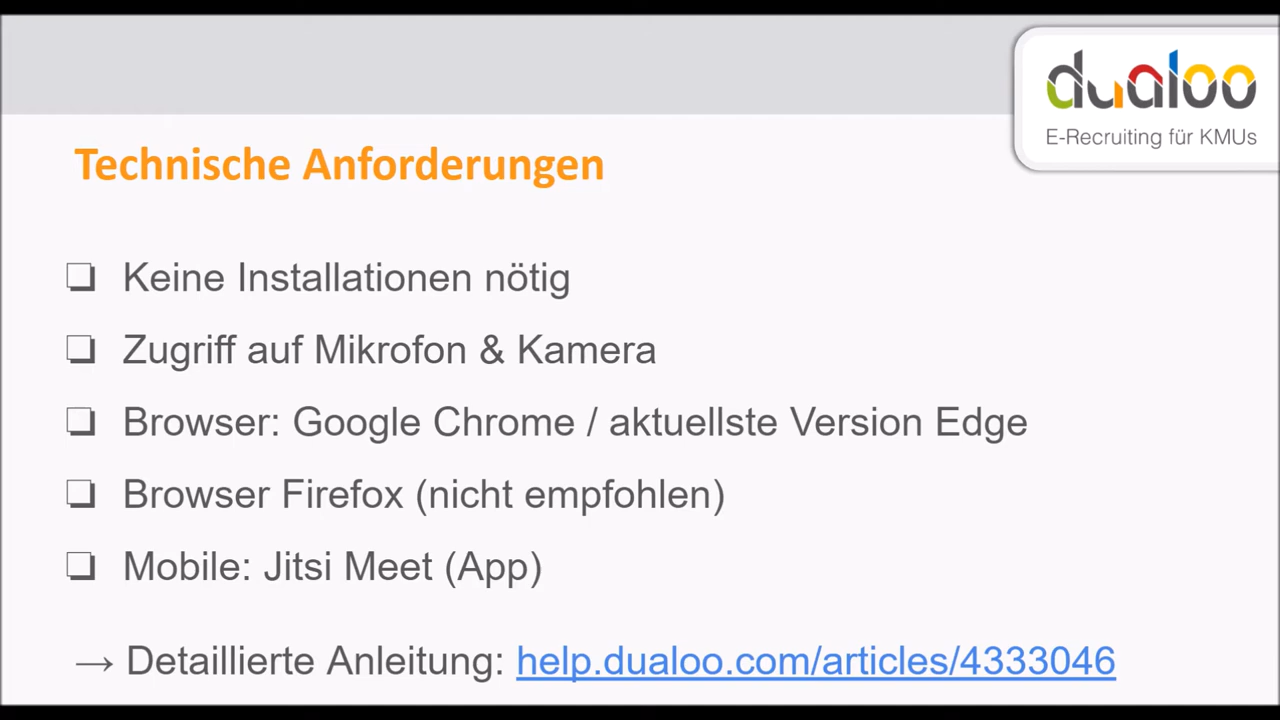 dualoo
E-Recruiting für KMUs
Technische Anforderungen
❏ Keine Installationen nötig
❏ Zugriff auf Mikrofon & Kamera
❏ Browser: Google Chrome / aktuellste Version Edge
❏ Browser Firefox (nicht empfohlen)
❏ Mobile: Jitsi Meet (App)
→ Detaillierte Anleitung: help.dualoo.com/articles/4333046